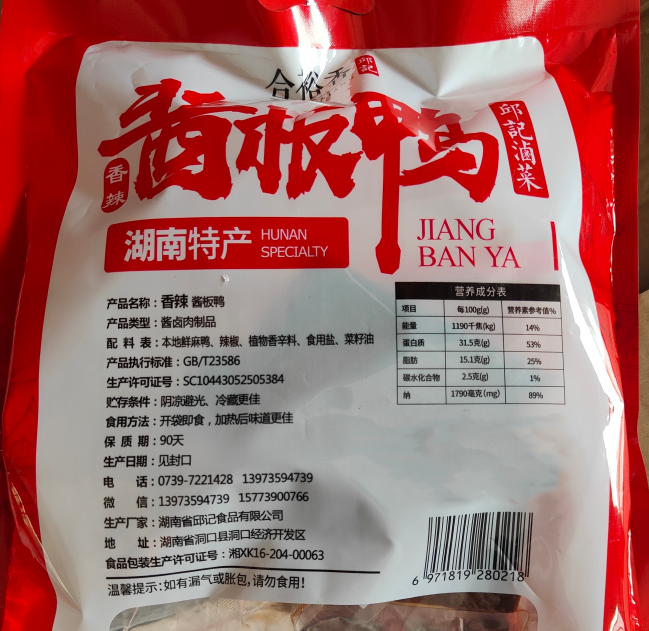 合裕香
邱記
香辣
酱板鸭
邱記滷菜
湖南特产
HUNAN
SPECIALTY
JIANG
BAN YA
产品名称：香辣 酱板鸭
产品类型：酱卤肉制品
配 料 表：本地鲜麻鸭、辣椒、植物香辛料、食用盐、菜籽油
产品执行标准：GB/T23586
生产许可证号：SC10443052505384
贮存条件：阴凉避光、冷藏更佳
食用方法：开袋即食，加热后味道更佳
保 质 期：90天
生产日期：见封口
电 话：0739-7221428 13973594739
微 信：13973594739 15773900766
生产厂家：湖南省邱记食品有限公司
地 址：湖南省洞口县洞口经济开发区
食品包装生产许可证号：湘XK16-204-00063
温馨提示：如有漏气或胀包，请勿食用！
营养成分表
项目 每100g(g) 营养素参考值%
能量 1190千焦(kg) 14%
蛋白质 31.5克(g) 53%
脂肪 15.1克(g) 25%
碳水化合物 2.5克(g) 1%
纳 1790毫克(mg) 89%
6 971819 280218